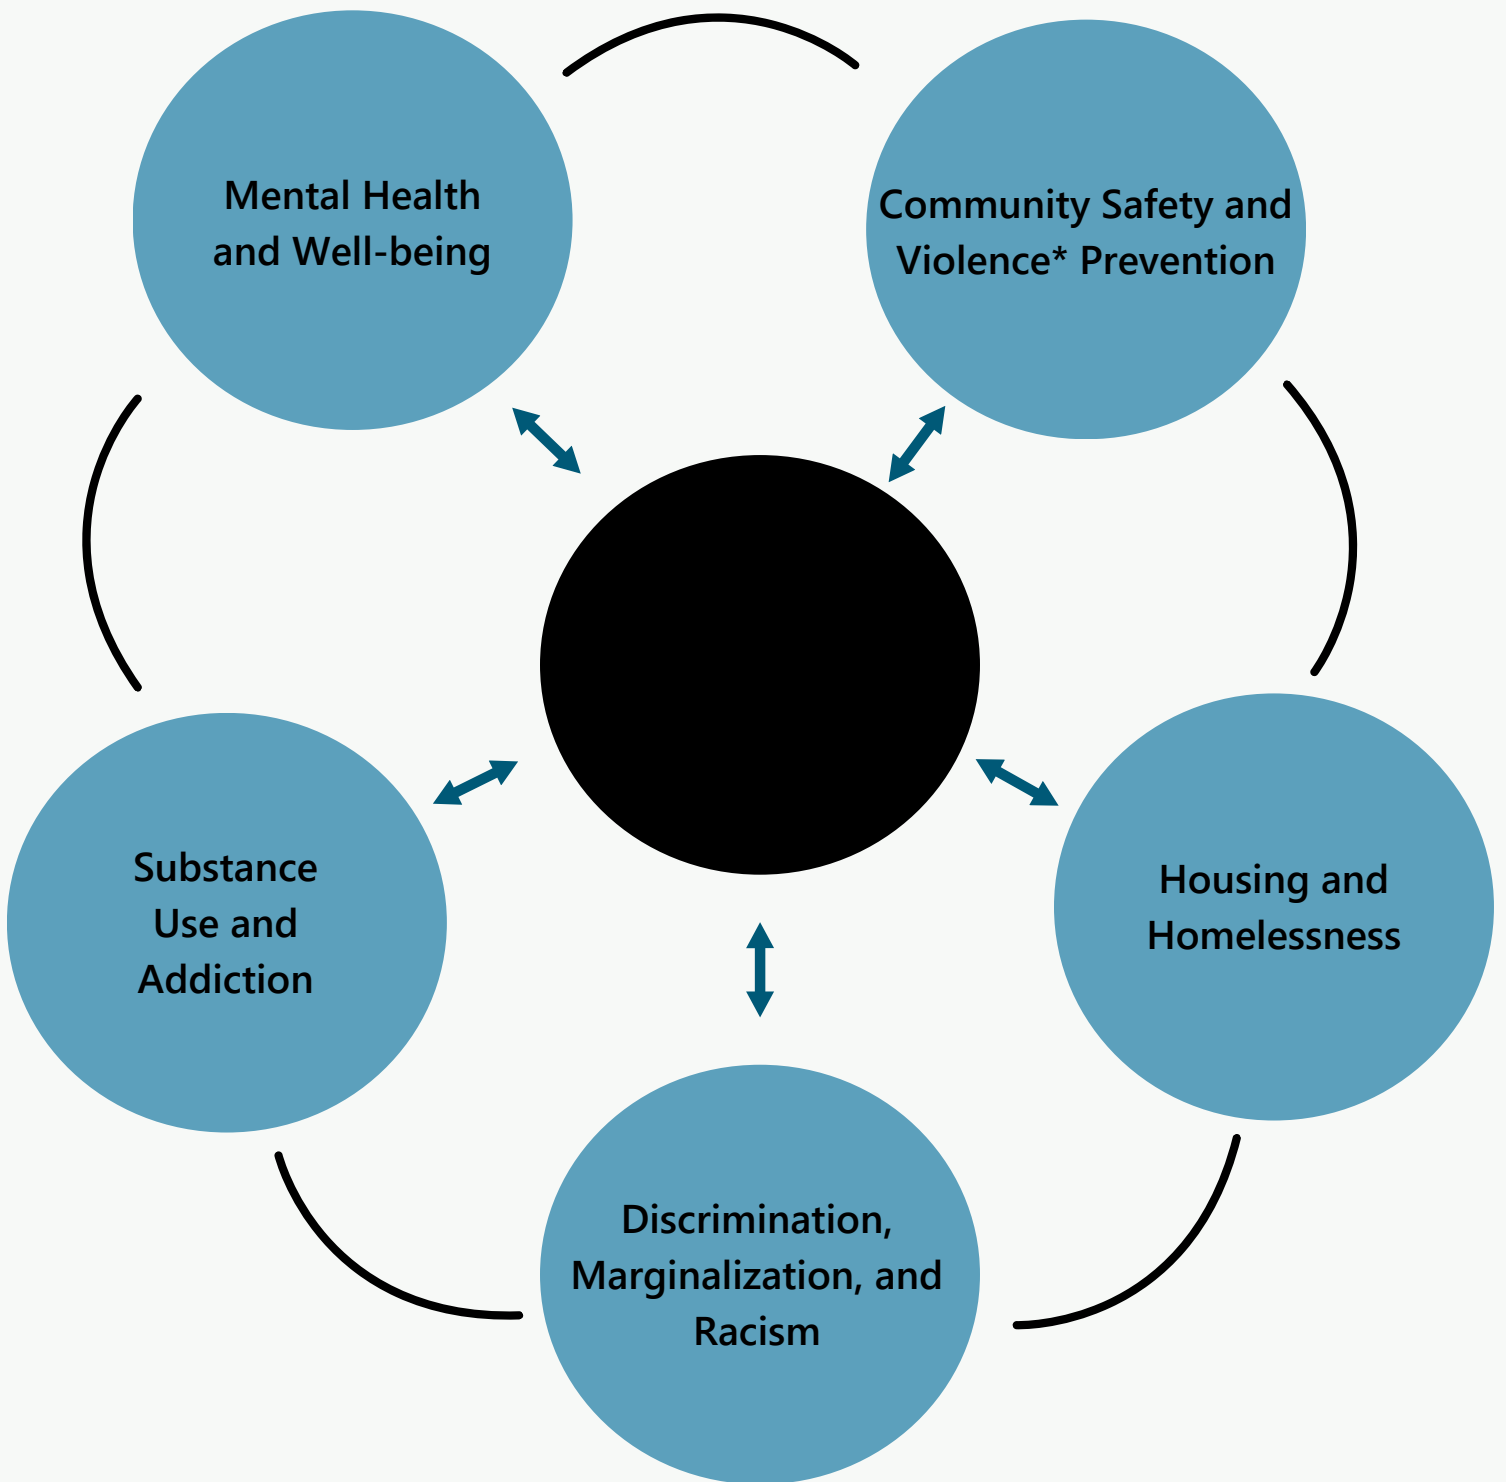 Mental Health
and Well-being
Community Safety and
Violence* Prevention
Substance
Use and
Addiction
Housing and
Homelessness
Discrimination,
Marginalization, and
Racism